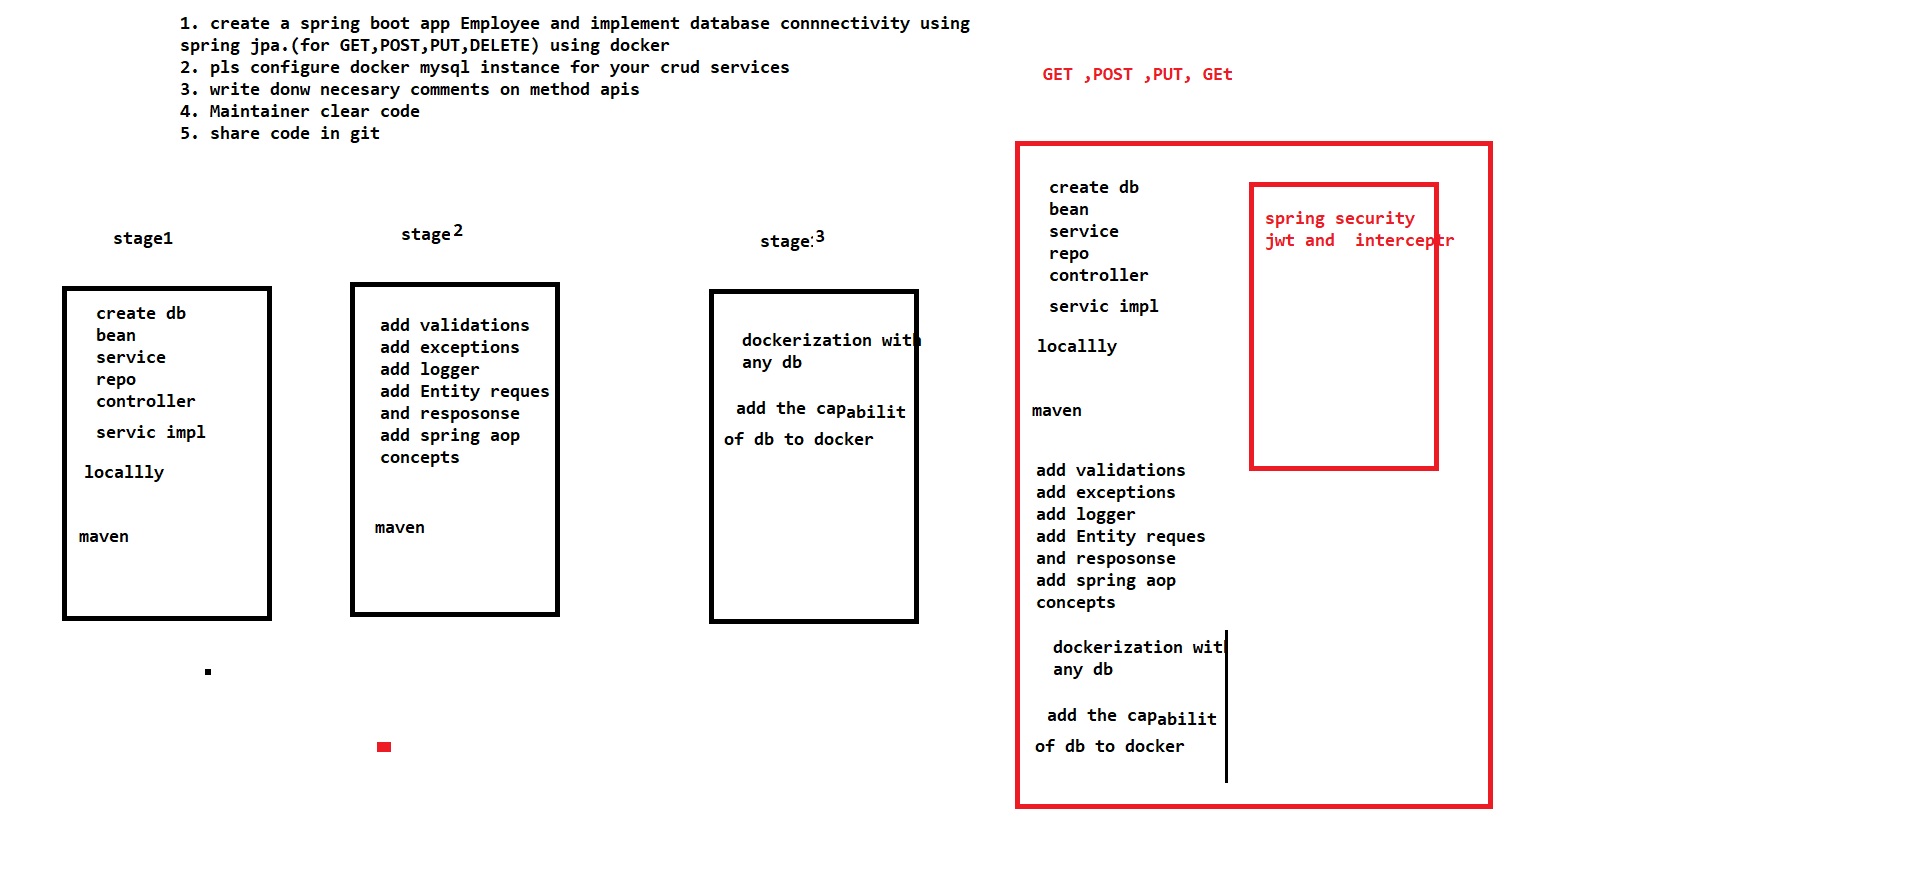 1. create a spring boot app Employee and implement database connnectivity using
spring jpa.(for GET,POST,PUT,DELETE) using docker
2. pls configure docker mysql instance for your crud services
3. write donw necesary comments on method apis
4. Maintainer clear code
5. share code in git
GET ,POST ,PUT, GEt
stage1
create db
bean
service
repo
controller
servic impl
locallly
maven
stage 2
add validations
add exceptions
add logger
add Entity reques
and resposonse
add spring aop
concepts
maven
stage 3
dockerization with
any db
add the capabilit
of db to docker
create db
bean
service
repo
controller
servic impl
locallly
maven
add validations
add exceptions
add logger
add Entity reques
and resposonse
add spring aop
concepts
dockerization with
any db
add the capabilit
of db to docker
spring security
jwt and  interceptr